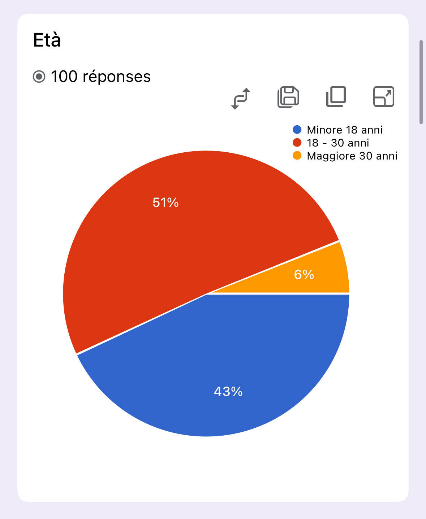 Età
100 réponses
Minore 18 anni
18 - 30 anni
Maggiore 30 anni
51%
6%
43%